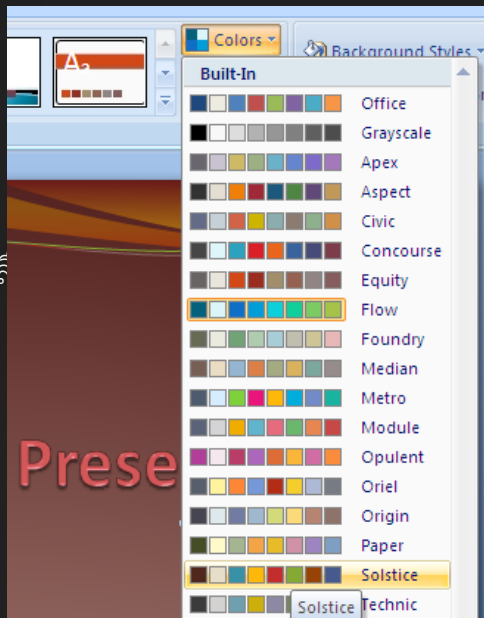 Colors
Background Styles
Aa
Built-In
Office
Grayscale
Apex
Aspect
Civic
Concourse
Equity
Flow
Foundry
Median
Metro
Module
Opulent
Oriel
Origin
Paper
Solstice
Solstice
Technic
Prese